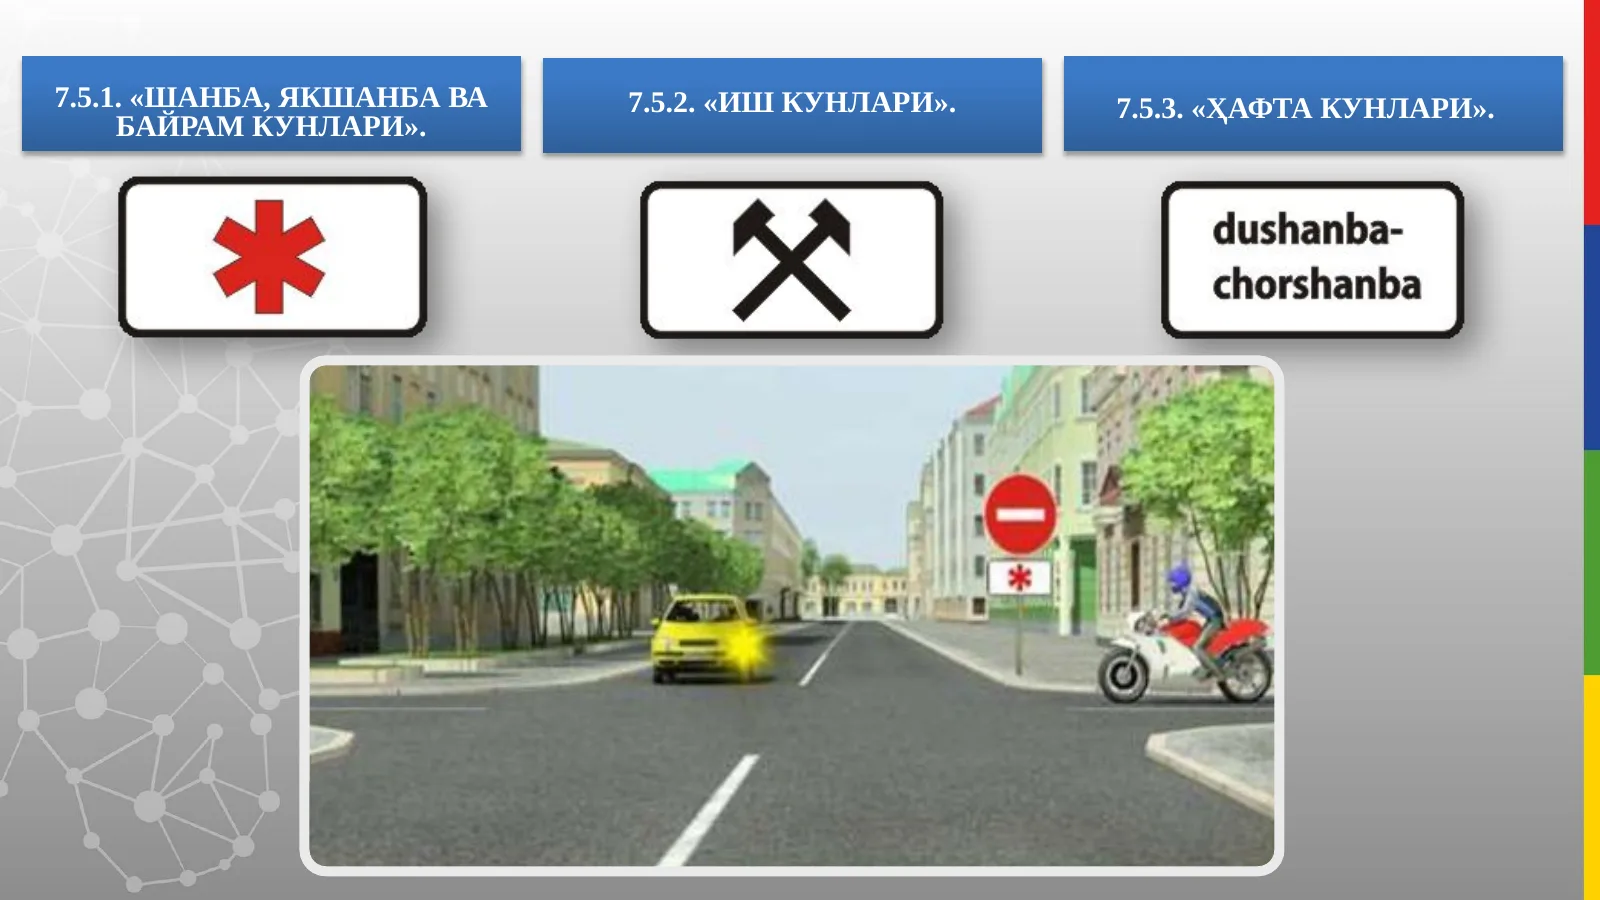 7.5.1. «ШАНБА, ЯКШАНБА ВА
БАЙРАМ КУНЛАРИ».
7.5.2. «ИШ КУНЛАРИ».
7.5.3. «ҲАФТА КУНЛАРИ».
dushanba-
chorshanba